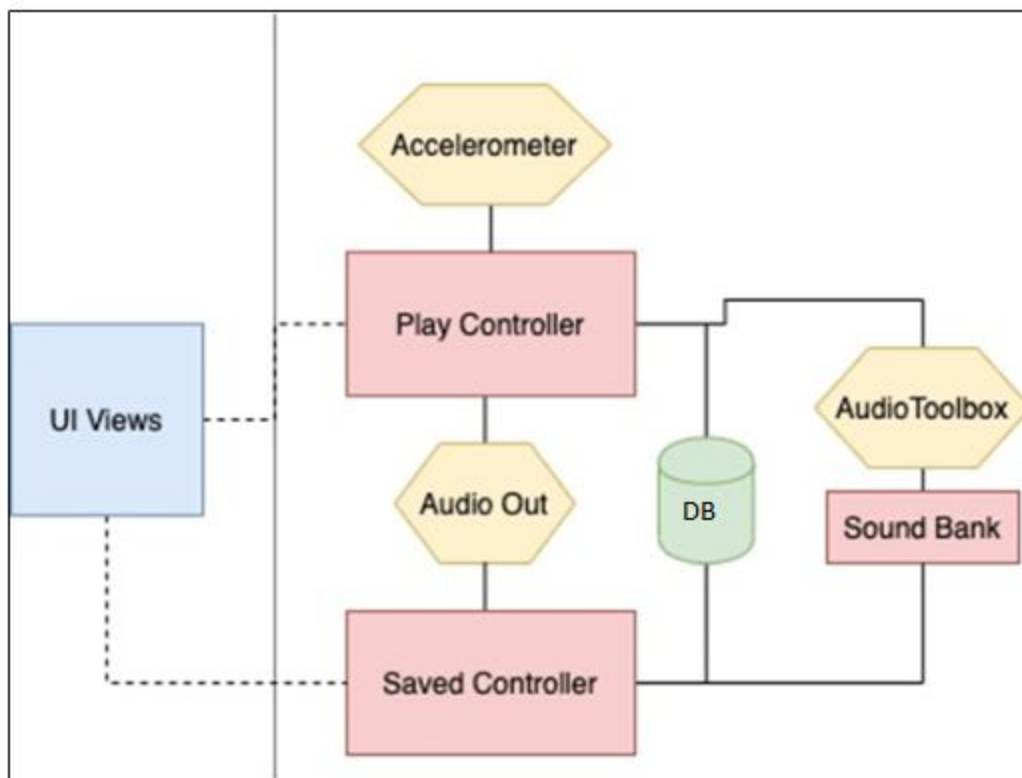 Accelerometer
Play Controller
UI Views
AudioToolbox
Audio Out
DB
Sound Bank
Saved Controller